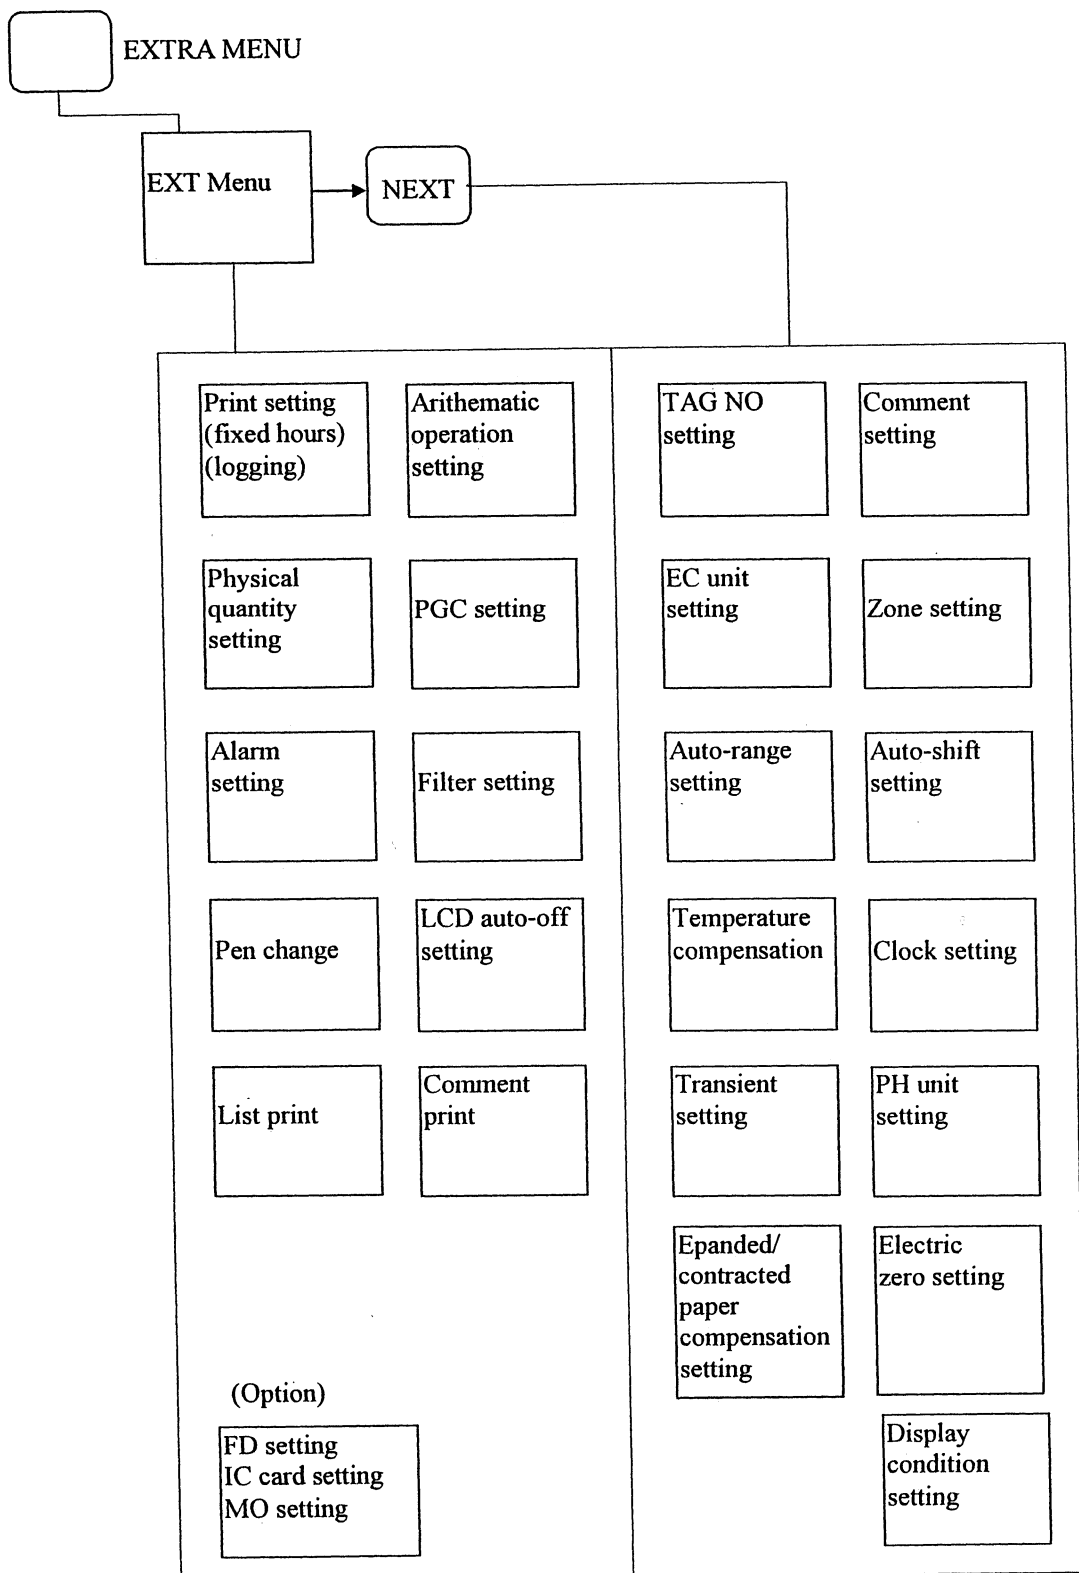 EXTRA MENU
EXT Menu
NEXT
Print setting
(fixed hours)
(logging)
Arithematic
operation
setting
Physical
quantity
setting
PGC setting
Alarm
setting
Filter setting
Pen change
LCD auto-off
setting
List print
Comment
print
(Option)
FD setting
IC card setting
MO setting
TAG NO
setting
Comment
setting
EC unit
setting
Zone setting
Auto-range
setting
Auto-shift
setting
Temperature
compensation
Clock setting
Transient
setting
PH unit
setting
Epanded/
contracted
paper
compensation
setting
Electric
zero setting
Display
condition
setting